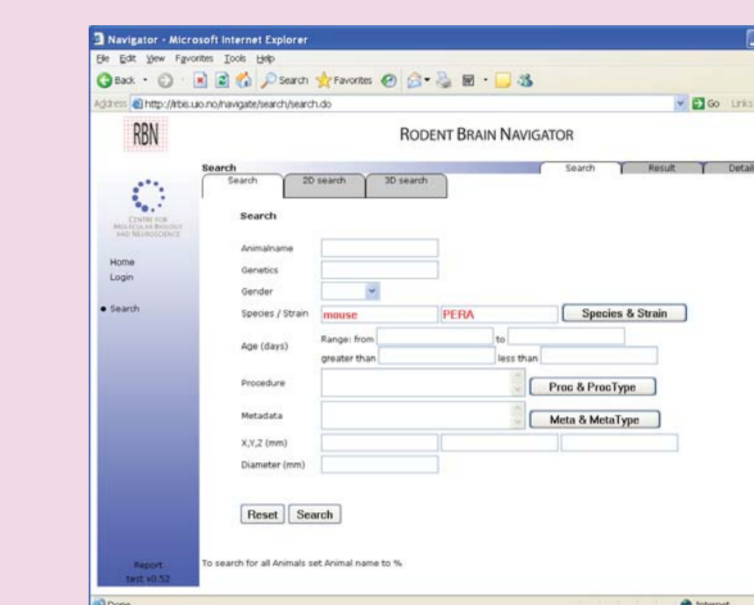 Navigator - Microsoft Internet Explorer
File Edit View Favorites Tools Help
Back Search Favorites
Address http://rbis.uio.no/navigate/search/search.do Go Links
RBN RODENT BRAIN NAVIGATOR
Search Search Result Detail
Search 2D search 3D search
CENTRE FOR
MOLECULAR BIOLOGY
AND NEUROSCIENCE
Search
Home
Login
Search
Animalname
Genetics
Gender
Species / Strain mouse PERA Species & Strain
Age (days) Range: from to
greater than less than
Procedure Proc & ProcType
Metadata Meta & MetaType
X,Y,Z (mm)
Diameter (mm)
Reset Search
Report
test v0.52
To search for all Animals set Animal name to %
Done Internet